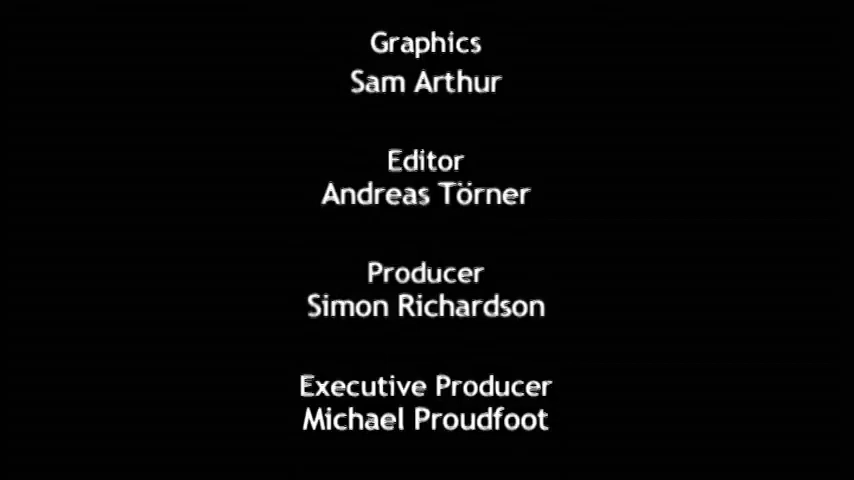 Graphics
Sam Arthur
Editor
Andreas Törner
Producer
Simon Richardson
Executive Producer
Michael Proudfoot